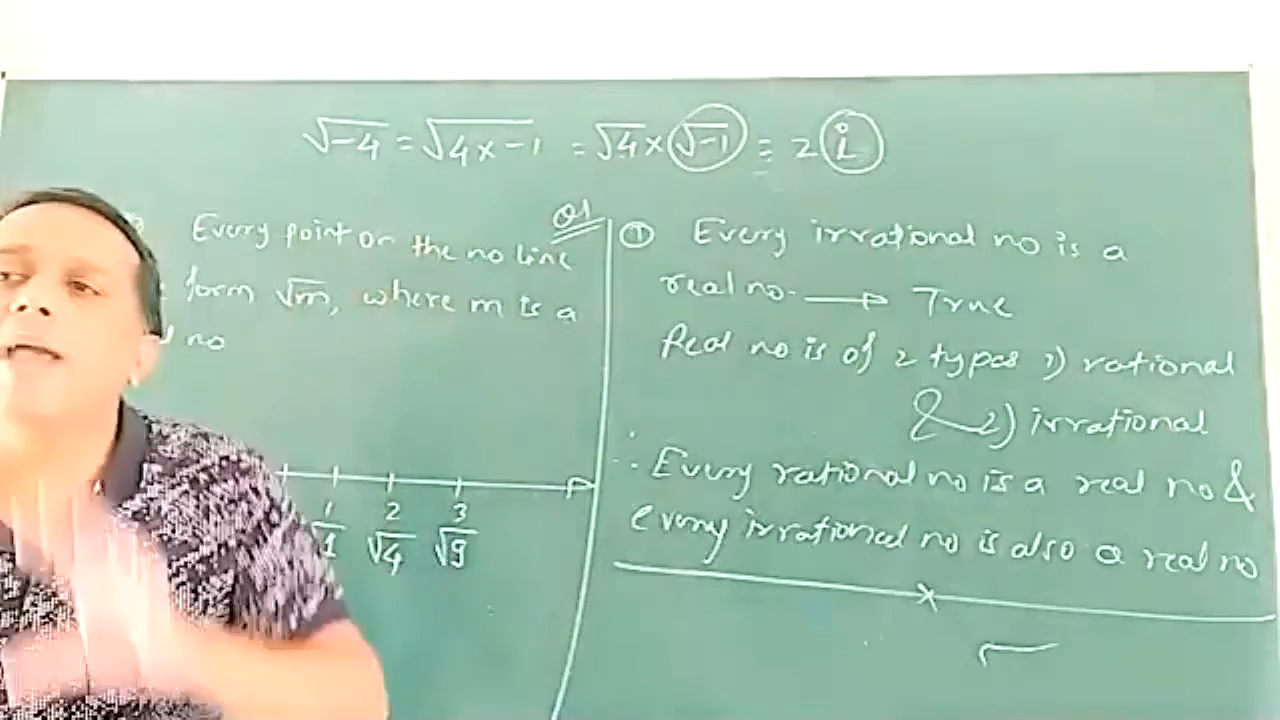 √-4 = √4x-1 = √4 x √-1 = 2 i
Every point on the no line
form √m, where m is a
no
1 2 3
√1 √4 √9
Q1
① Every irrational no is a
real no. → True
Real no is of 2 types 1) rational
& 2) irrational
∴ Every rational no is a real no &
every irrational no is also a real no